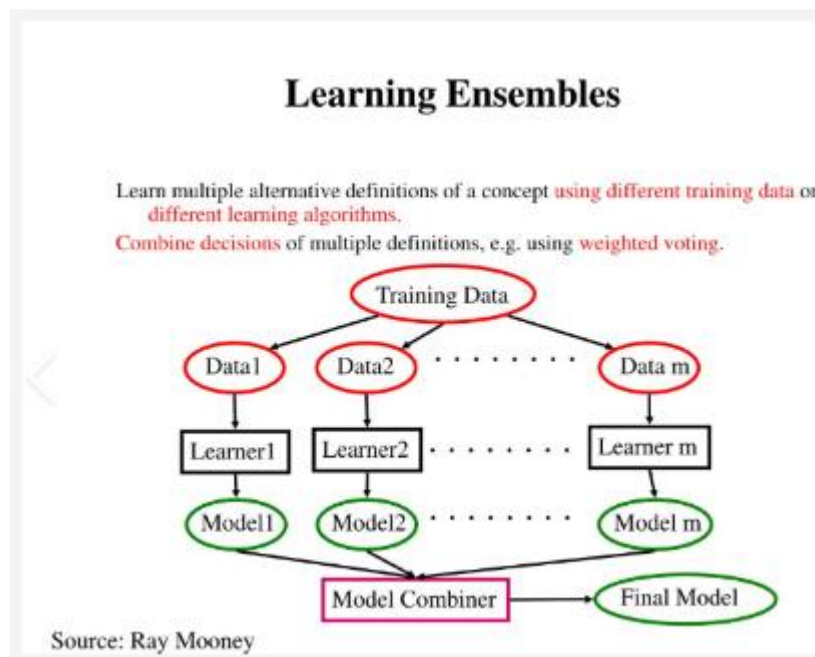 Learning Ensembles
Learn multiple alternative definitions of a concept using different training data or
different learning algorithms.
Combine decisions of multiple definitions, e.g. using weighted voting.
Training Data
Data1 Data2 . . . . . . . . Data m
Learner1 Learner2 . . . . . . . . Learner m
Model1 Model2 . . . . . . . . Model m
Model Combiner Final Model
Source: Ray Mooney